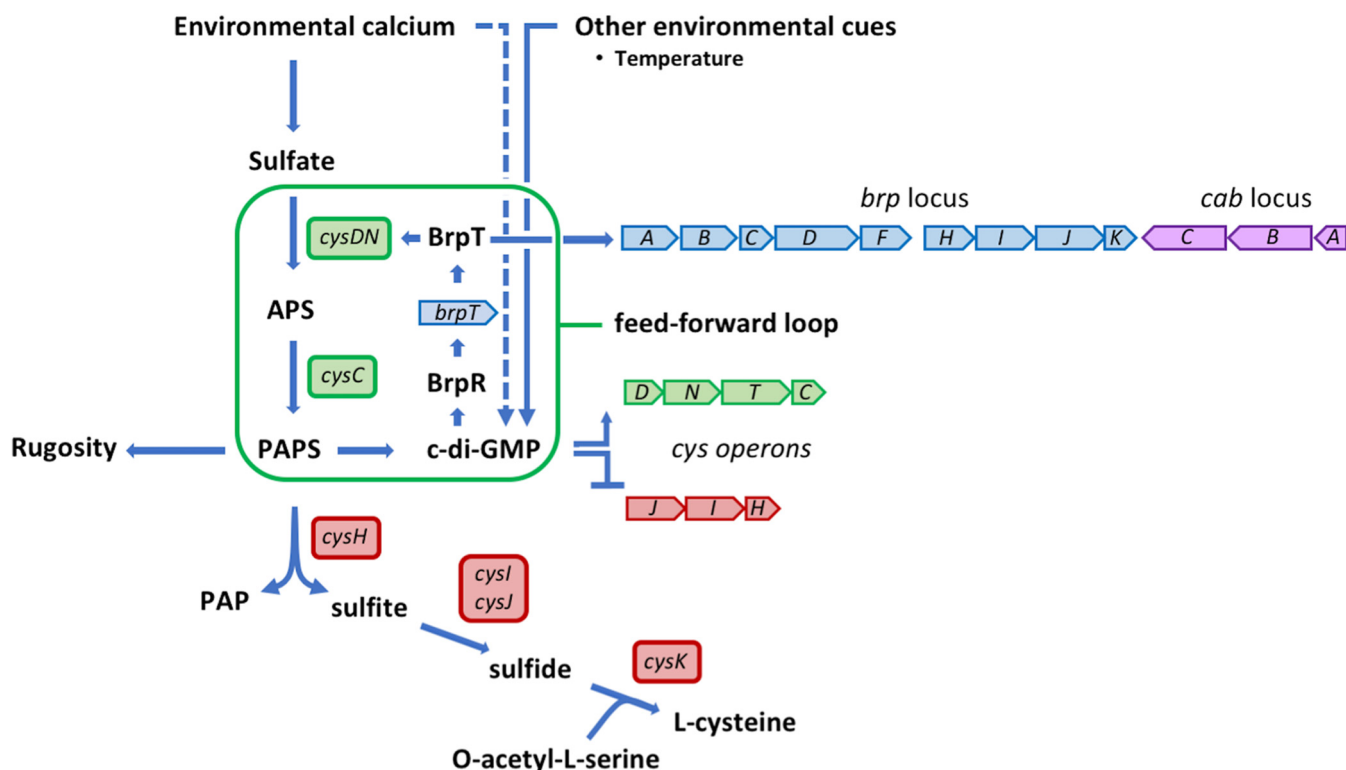 Environmental calcium
Other environmental cues
• Temperature
Sulfate
brp locus
cab locus
cysDN
BrpT
A B C D F H I J K C B A
APS
brpT
feed-forward loop
cysC
BrpR
D N T C
Rugosity
PAPS
c-di-GMP
cys operons
J I H
cysH
PAP
sulfite
cysI
cysJ
sulfide
cysK
L-cysteine
O-acetyl-L-serine